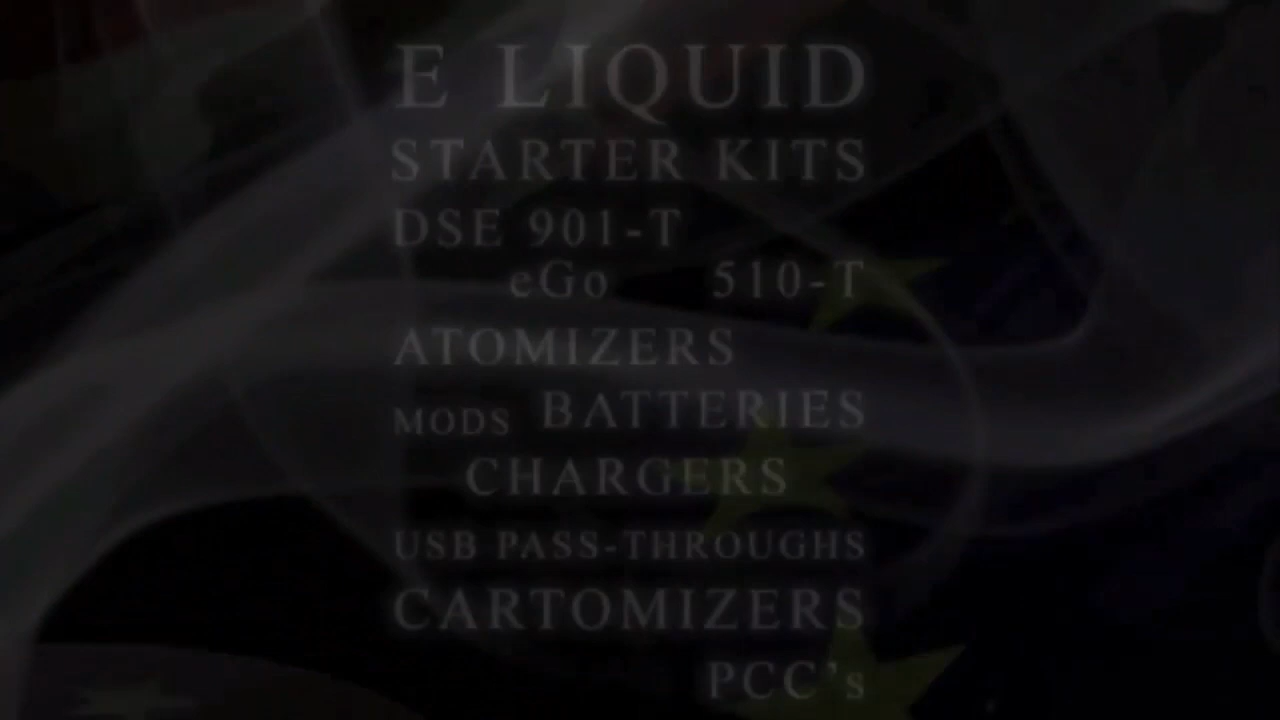 E LIQUID
STARTER KITS
DSE 901-T
eGo 510-T
ATOMIZERS
MODS BATTERIES
CHARGERS
USB PASS-THROUGHS
CARTOMIZERS
PCC's